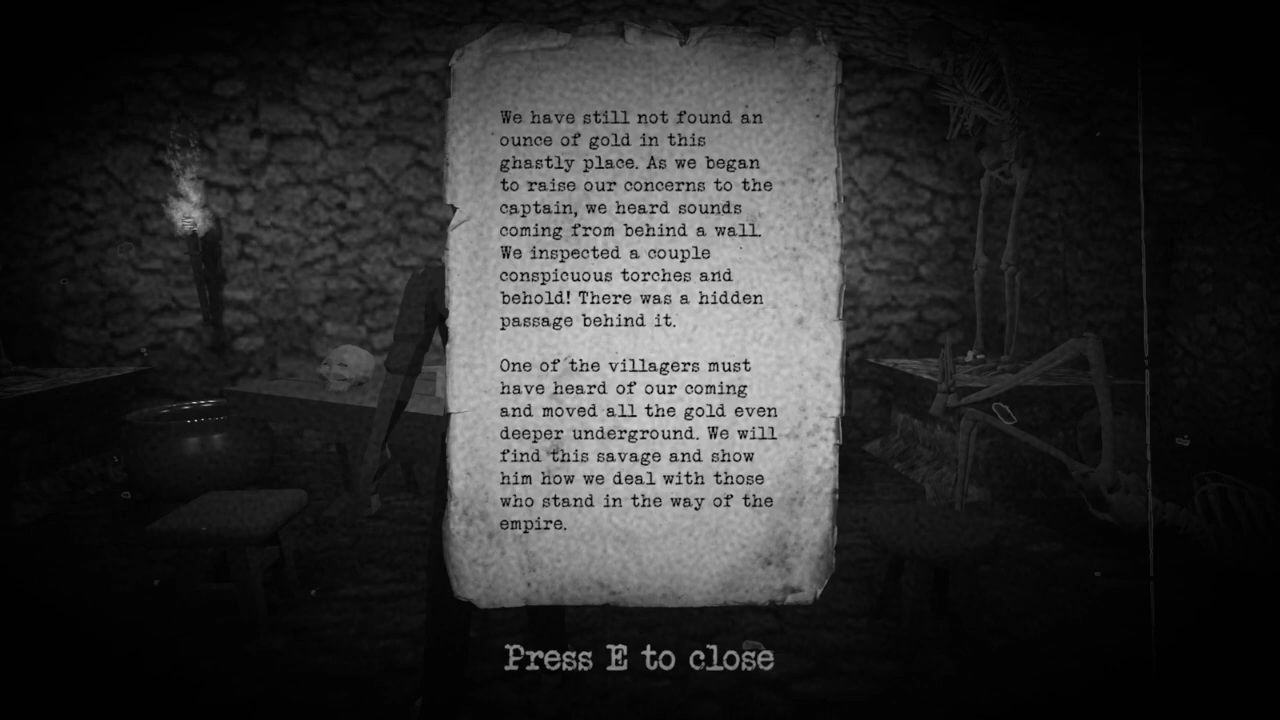 We have still not found an
ounce of gold in this
ghastly place. As we began
to raise our concerns to the
captain, we heard sounds
coming from behind a wall.
We inspected a couple
conspicuous torches and
behold! There was a hidden
passage behind it.
One of the villagers must
have heard of our coming
and moved all the gold even
deeper underground. We will
find this savage and show
him how we deal with those
who stand in the way of the
empire.
Press E to close